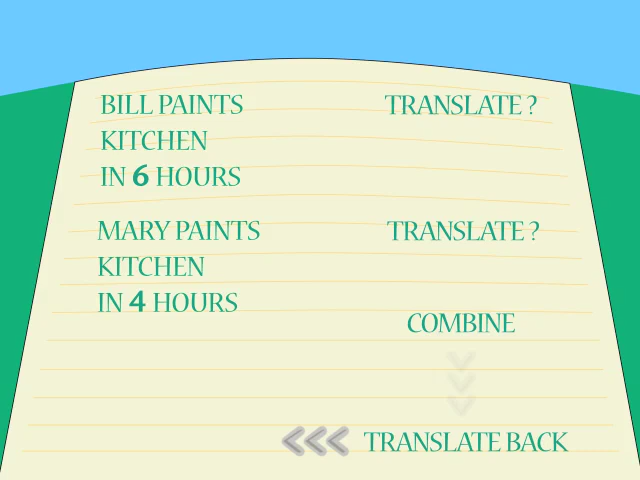 BILL PAINTS
KITCHEN
IN 6 HOURS
TRANSLATE ?
MARY PAINTS
KITCHEN
IN 4 HOURS
TRANSLATE ?
COMBINE
TRANSLATE BACK